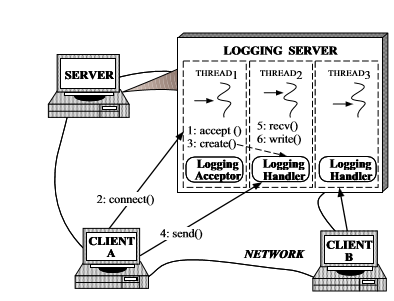 LOGGING SERVER
SERVER
THREAD1
THREAD2
THREAD3
1: accept ()
3: create()
5: recv()
6: write()
Logging
Acceptor
Logging
Handler
Logging
Handler
2: connect()
4: send()
CLIENT
A
NETWORK
CLIENT
B